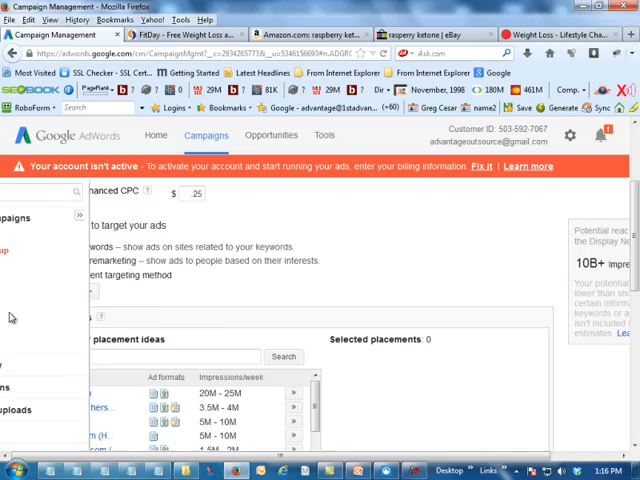 Campaign Management - Mozilla Firefox
Edit View History Bookmarks Yahoo! Tools Help
Campaign Management
FitDay - Free Weight Loss a...
Amazon.com: raspberry ket...
raspberry ketone | eBay
Weight Loss - Lifestyle Cha...
https://adwords.google.com/cm/CampaignMgmt?_c=2934265773&_u=5346156693#n.ADGRC
Ask.com
Most Visited SSL Checker - SSL Cert... Getting Started Latest Headlines From Internet Explorer From Internet Explorer Google
SEOBOOK PageRank ? ? 29M ? 81K ? ? Dir November,1998 180M 461M Comp.
RoboForm Search Logins Bookmarks Google - advantage@1stadvan... Greg Cesar name2 Save Generate Sync
Google AdWords
Home Campaigns Opportunities Tools
Customer ID: 503-592-7067
advantageoutsource@gmail.com
Your account isn't active - To activate your account and start running your ads, enter your billing information. Fix it | Learn more
hanced CPC ? $ .25
paigns
to target your ads
words – show ads on sites related to your keywords.
up
remarketing – show ads to people based on their interests.
ent targeting method
Potential reac
the Display Ne
10B+ Impre
Your potential
lower than show
certain informa
keywords or a
isn't included i
estimates. Lea
placement ideas
Selected placements: 0
Search
Ad formats Impressions/week
20M - 25M
hers... 3.5M - 4M
5M - 10M
m (H... 5M - 10M
ns
uploads
Desktop Links 1:16 PM